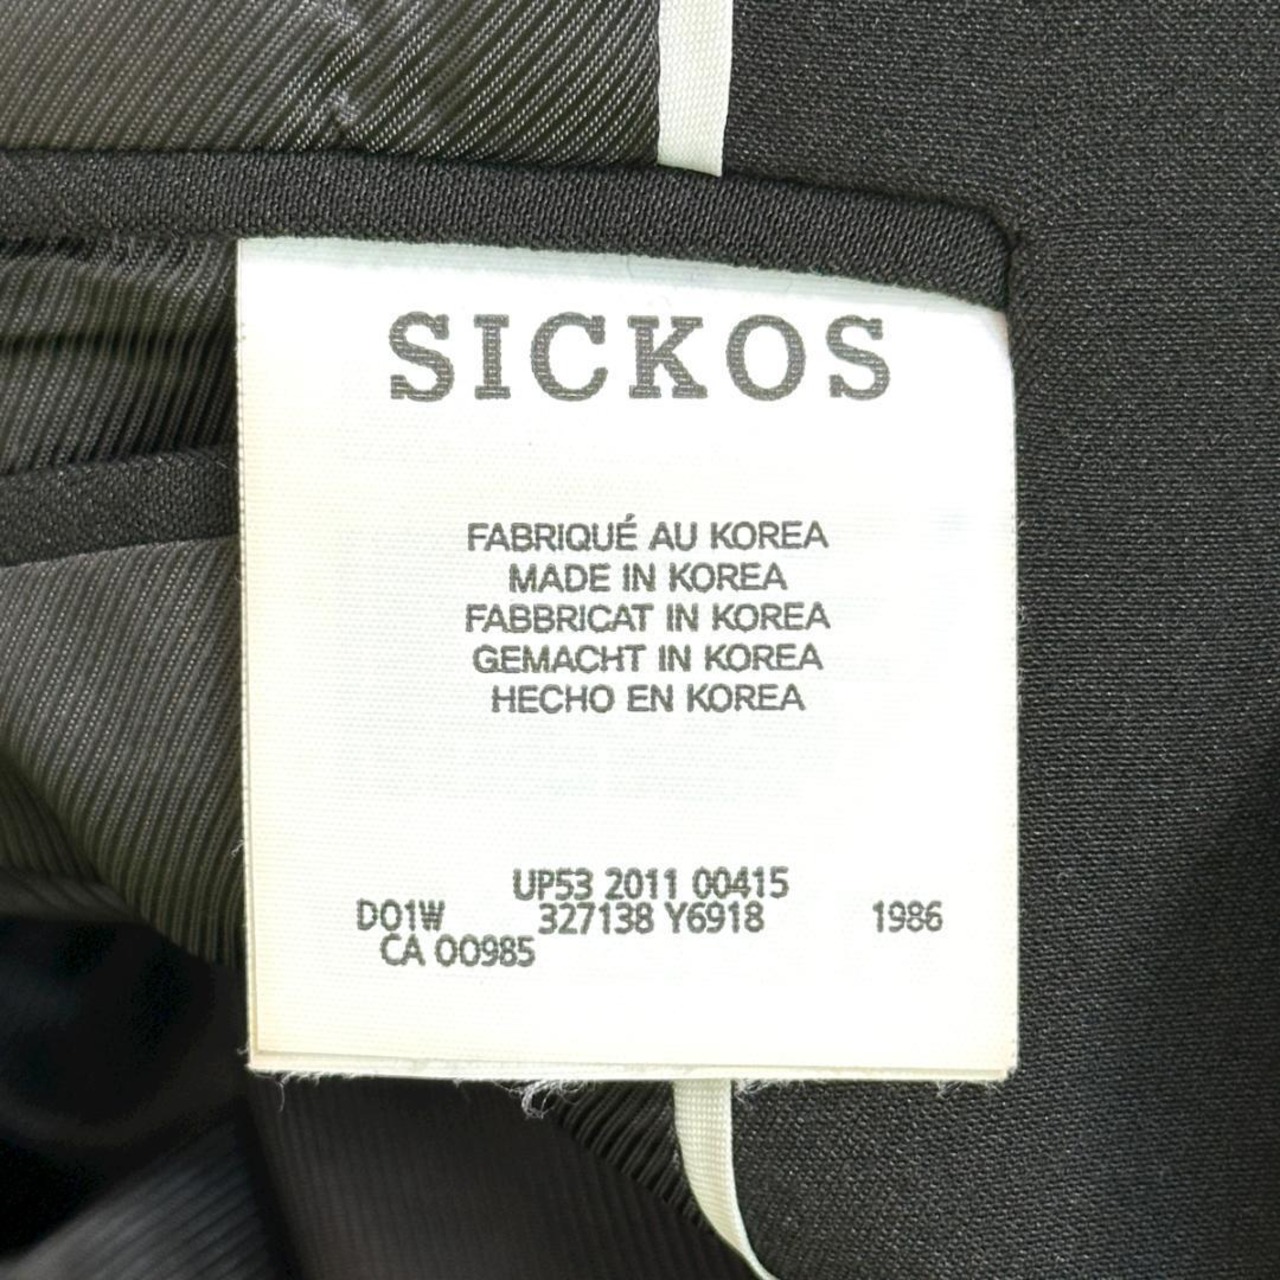 SICKOS
FABRIQUÉ AU KOREA
MADE IN KOREA
FABBRICAT IN KOREA
GEMACHT IN KOREA
HECHO EN KOREA
UP53 2011 00415
D01W 327138 Y6918 1986
CA 00985